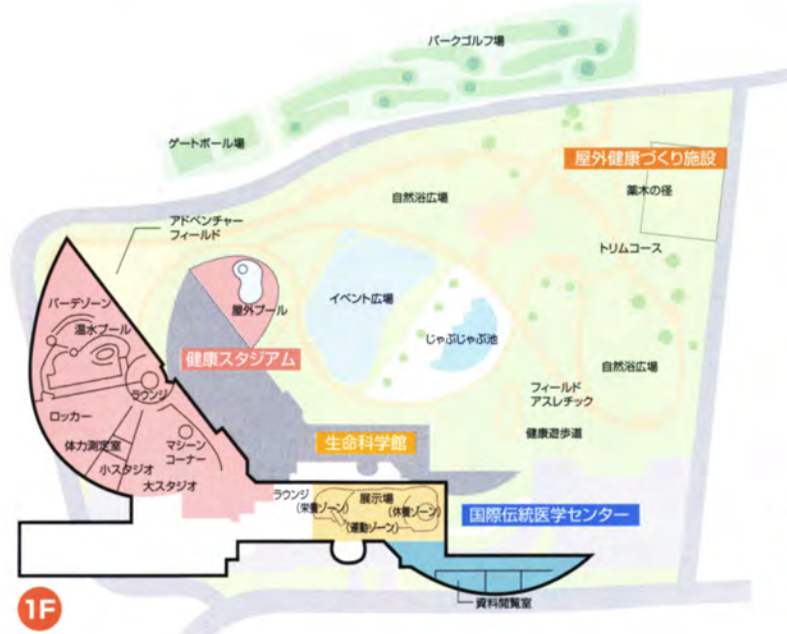 パークゴルフ場
ゲートボール場
屋外健康づくり施設
薬木の径
自然浴広場
アドベンチャー
フィールド
トリムコース
バーデゾーン
イベント広場
屋外プール
温水プール
じゃぶじゃぶ池
健康スタジアム
自然浴広場
ラウンジ
フィールド
アスレチック
ロッカー
健康遊歩道
体力測定室
マシーン
コーナー
生命科学館
小スタジオ
大スタジオ
ラウンジ
展示場
(栄養ゾーン)
(休養ゾーン)
(運動ゾーン)
国際伝統医学センター
資料閲覧室
1F